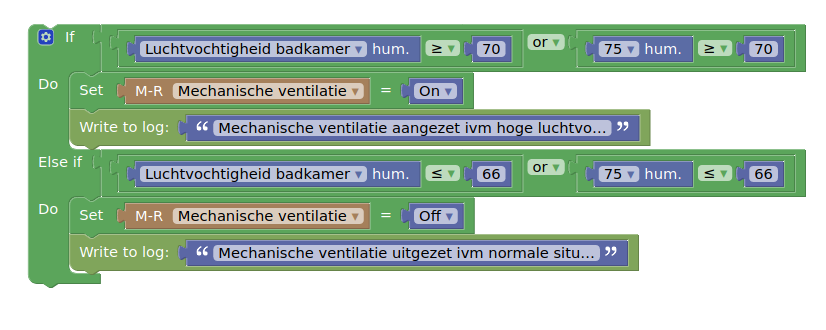 If Luchtvochtigheid badkamer ▾ hum. ≥ ▾ 70 or ▾ 75 ▾ hum. ≥ ▾ 70
Do Set M-R Mechanische ventilatie ▾ = On ▾
Write to log: “ Mechanische ventilatie aangezet ivm hoge luchtvo... ”
Else if Luchtvochtigheid badkamer ▾ hum. ≤ ▾ 66 or ▾ 75 ▾ hum. ≤ ▾ 66
Do Set M-R Mechanische ventilatie ▾ = Off ▾
Write to log: “ Mechanische ventilatie uitgezet ivm normale situ... ”